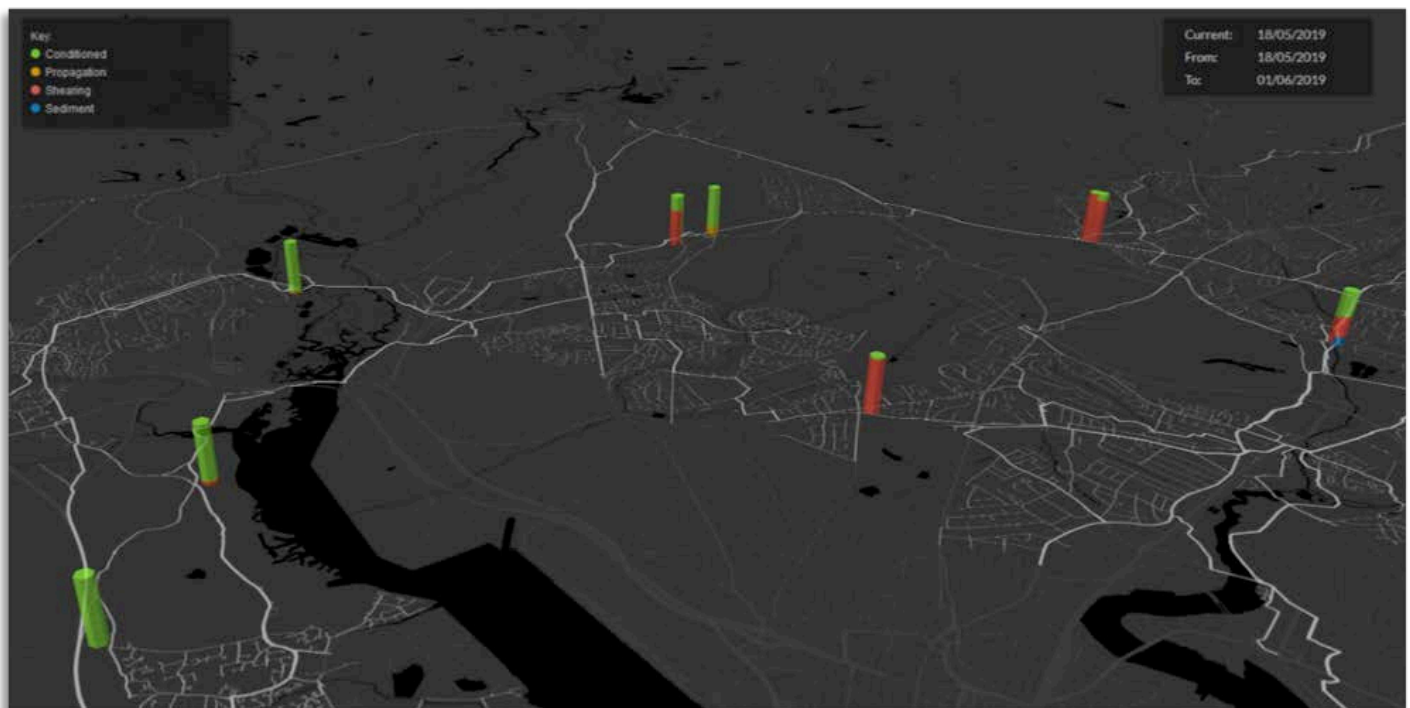 Key:
Conditioned
Propagation
Shearing
Sediment
Current: 18/05/2019
From: 18/05/2019
To: 01/06/2019